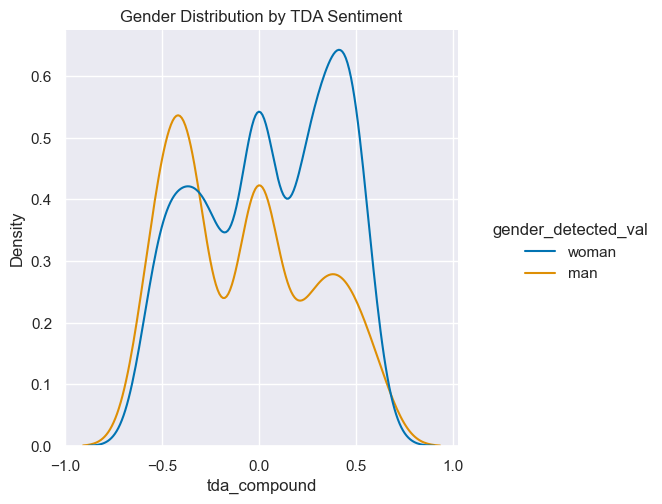 Gender Distribution by TDA Sentiment
Density
0.6
0.5
0.4
0.3
0.2
0.1
0.0
−1.0
−0.5
0.0
0.5
1.0
tda_compound
gender_detected_val
woman
man